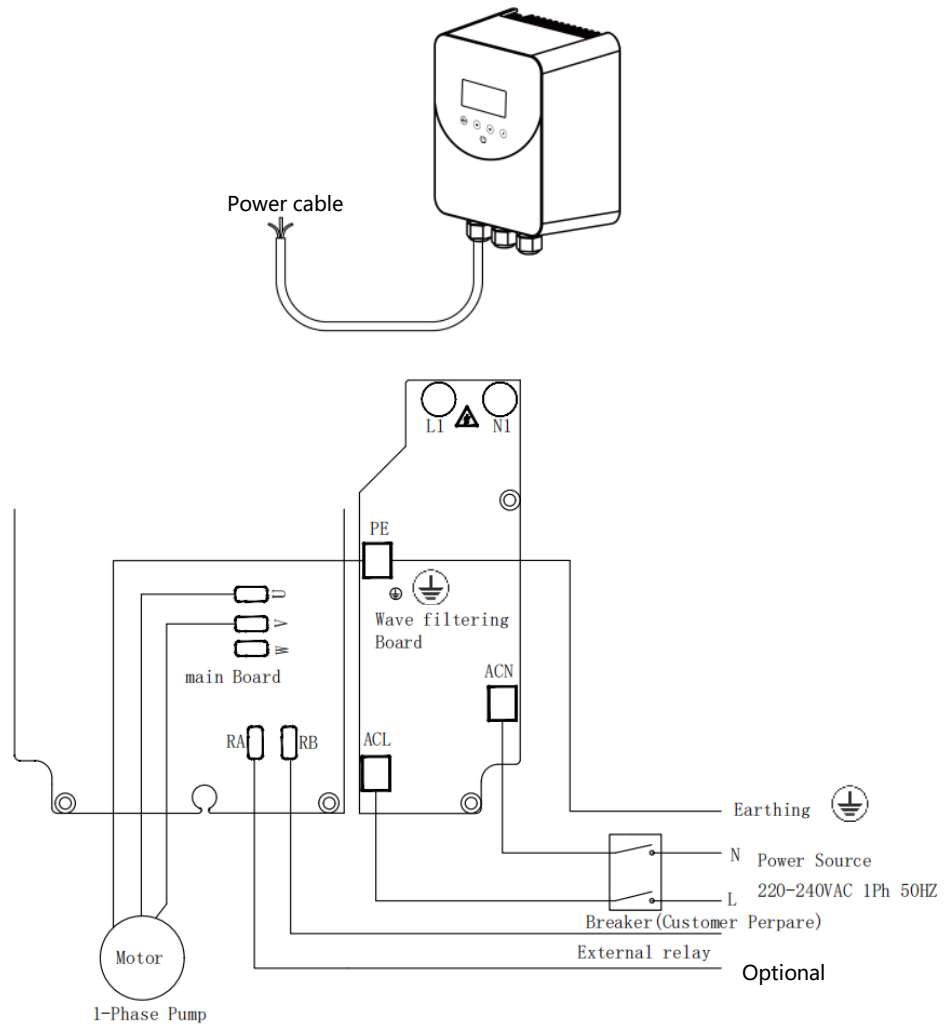 Power cable
L1
N1
PE
U
V
W
Wave filtering
Board
main Board
ACN
RA
RB
ACL
Earthing
N
Power Source
L
220-240VAC 1Ph 50HZ
Breaker(Customer Perpare)
External relay
Optional
Motor
1-Phase Pump